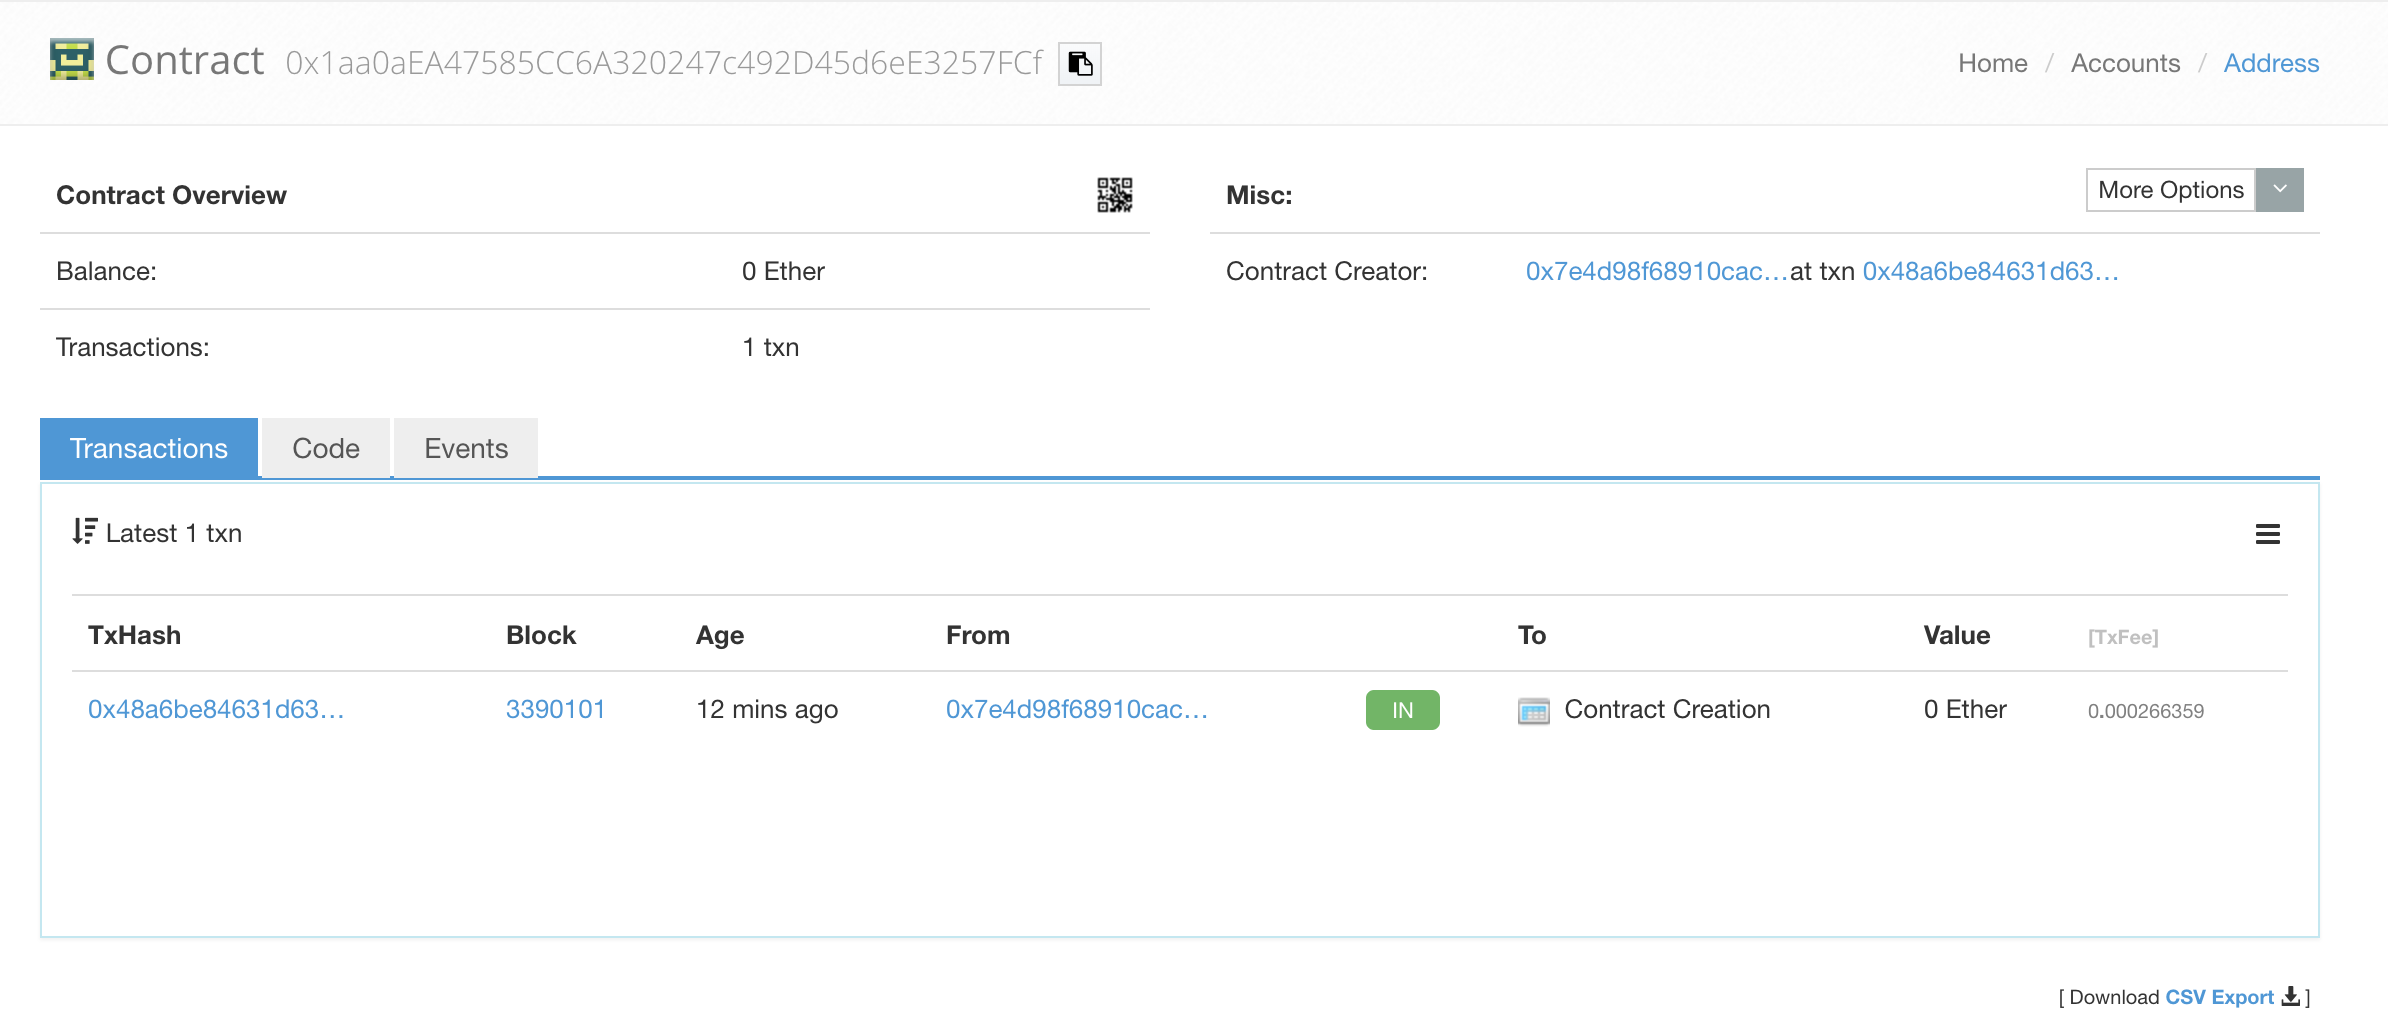 Contract 0x1aa0aEA47585CC6A320247c492D45d6eE3257FCf
Home / Accounts / Address
Contract Overview
Misc:
More Options
Balance: 0 Ether
Contract Creator: 0x7e4d98f68910cac...at txn 0x48a6be84631d63...
Transactions: 1 txn
Transactions Code Events
Latest 1 txn
TxHash Block Age From To Value [TxFee]
0x48a6be84631d63... 3390101 12 mins ago 0x7e4d98f68910cac... IN Contract Creation 0 Ether 0.000266359
[ Download CSV Export ]